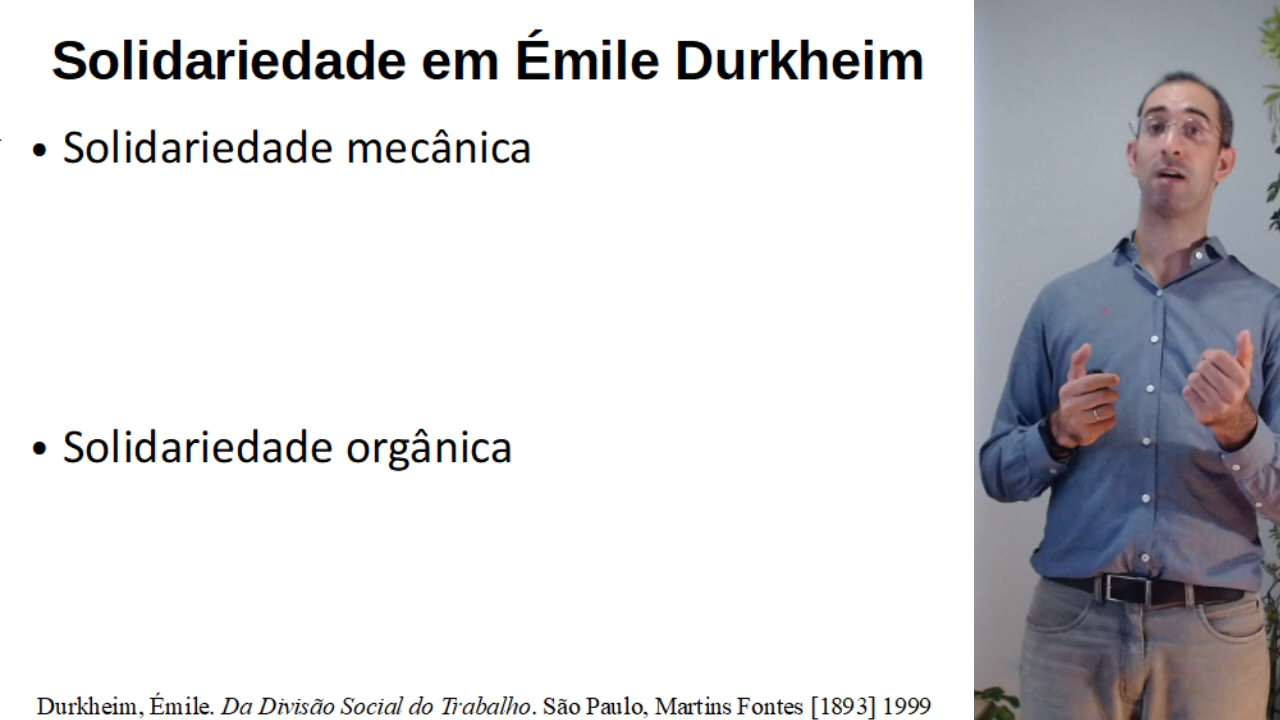 Solidariedade em Émile Durkheim
• Solidariedade mecânica
• Solidariedade orgânica
Durkheim, Émile. Da Divisão Social do Trabalho. São Paulo, Martins Fontes [1893] 1999